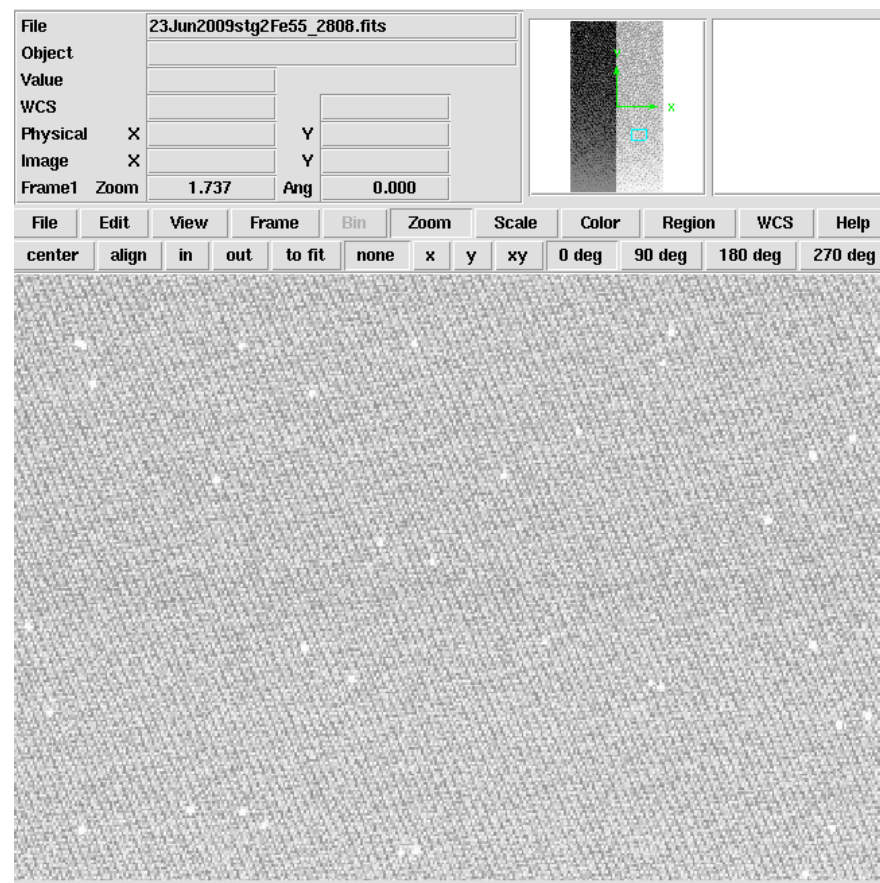 File 23Jun2009stg2Fe55_2808.fits
Object
Value
WCS
Physical X Y
Image X Y
Frame1 Zoom 1.737 Ang 0.000
Y
X
File Edit View Frame Bin Zoom Scale Color Region WCS Help
center align in out to fit none x y xy 0 deg 90 deg 180 deg 270 deg